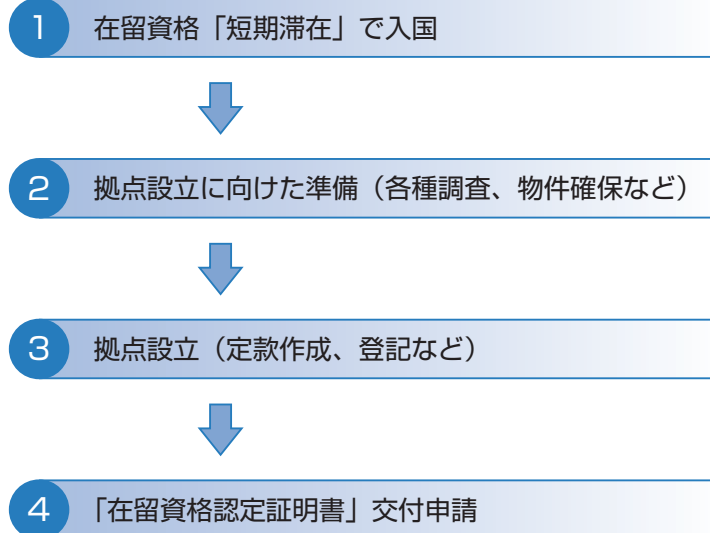 1 在留資格「短期滞在」で入国
2 拠点設立に向けた準備（各種調査、物件確保など）
3 拠点設立（定款作成、登記など）
4 「在留資格認定証明書」交付申請